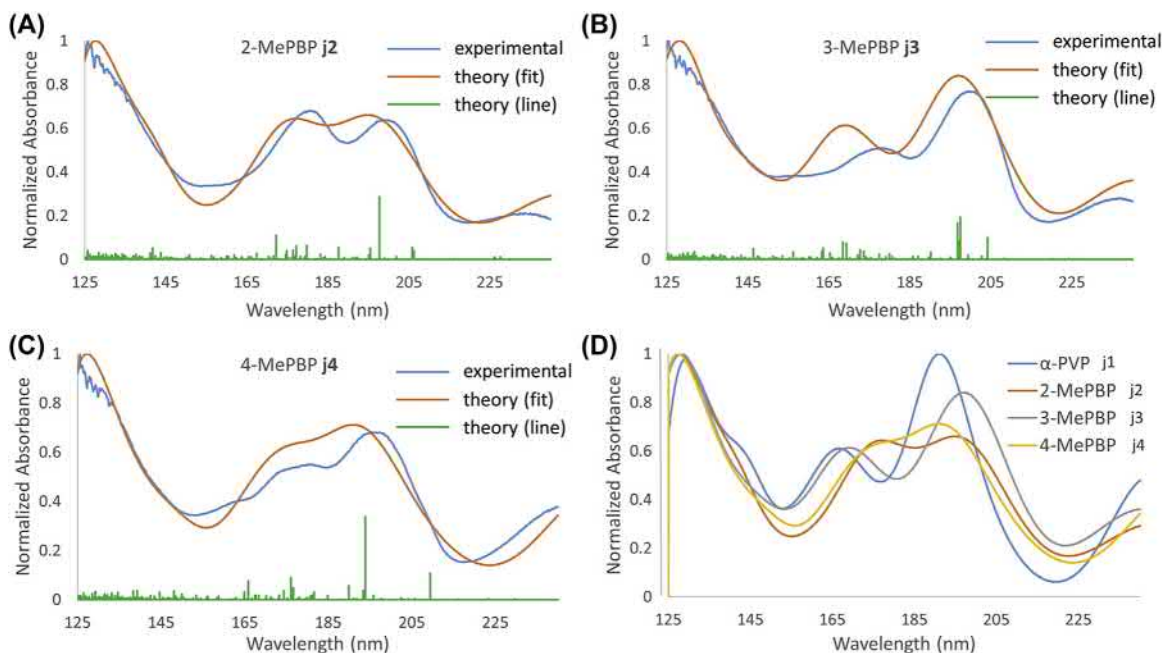 (A)
2-MePBP j2
experimental
theory (fit)
theory (line)
Normalized Absorbance
1
0.8
0.6
0.4
0.2
0
125 145 165 185 205 225
Wavelength (nm)
(B)
3-MePBP j3
experimental
theory (fit)
theory (line)
Normalized Absorbance
1
0.8
0.6
0.4
0.2
0
125 145 165 185 205 225
Wavelength (nm)
(C)
4-MePBP j4
experimental
theory (fit)
theory (line)
Normalized Absorbance
1
0.8
0.6
0.4
0.2
0
125 145 165 185 205 225
Wavelength (nm)
(D)
α-PVP j1
2-MePBP j2
3-MePBP j3
4-MePBP j4
Normalized Absorbance
1
0.8
0.6
0.4
0.2
0
125 145 165 185 205 225
Wavelength (nm)